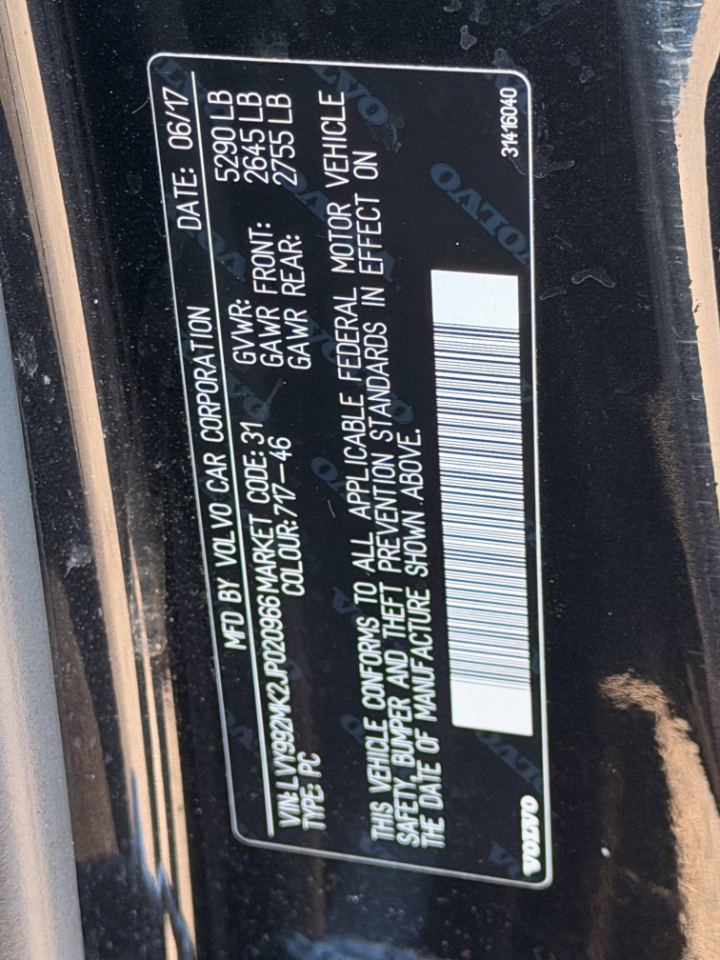 MFD BY VOLVO CAR CORPORATION DATE: 06/17
VIN: LVY992MK2JP020966 MARKET CODE: 31 GVWR: 5290 LB
TYPE: PC COLOUR: 717-46 GAWR FRONT: 2645 LB
GAWR REAR: 2755 LB
THIS VEHICLE CONFORMS TO ALL APPLICABLE FEDERAL MOTOR VEHICLE
SAFETY, BUMPER AND THEFT PREVENTION STANDARDS IN EFFECT ON
THE DATE OF MANUFACTURE SHOWN ABOVE.
VOLVO 31416040